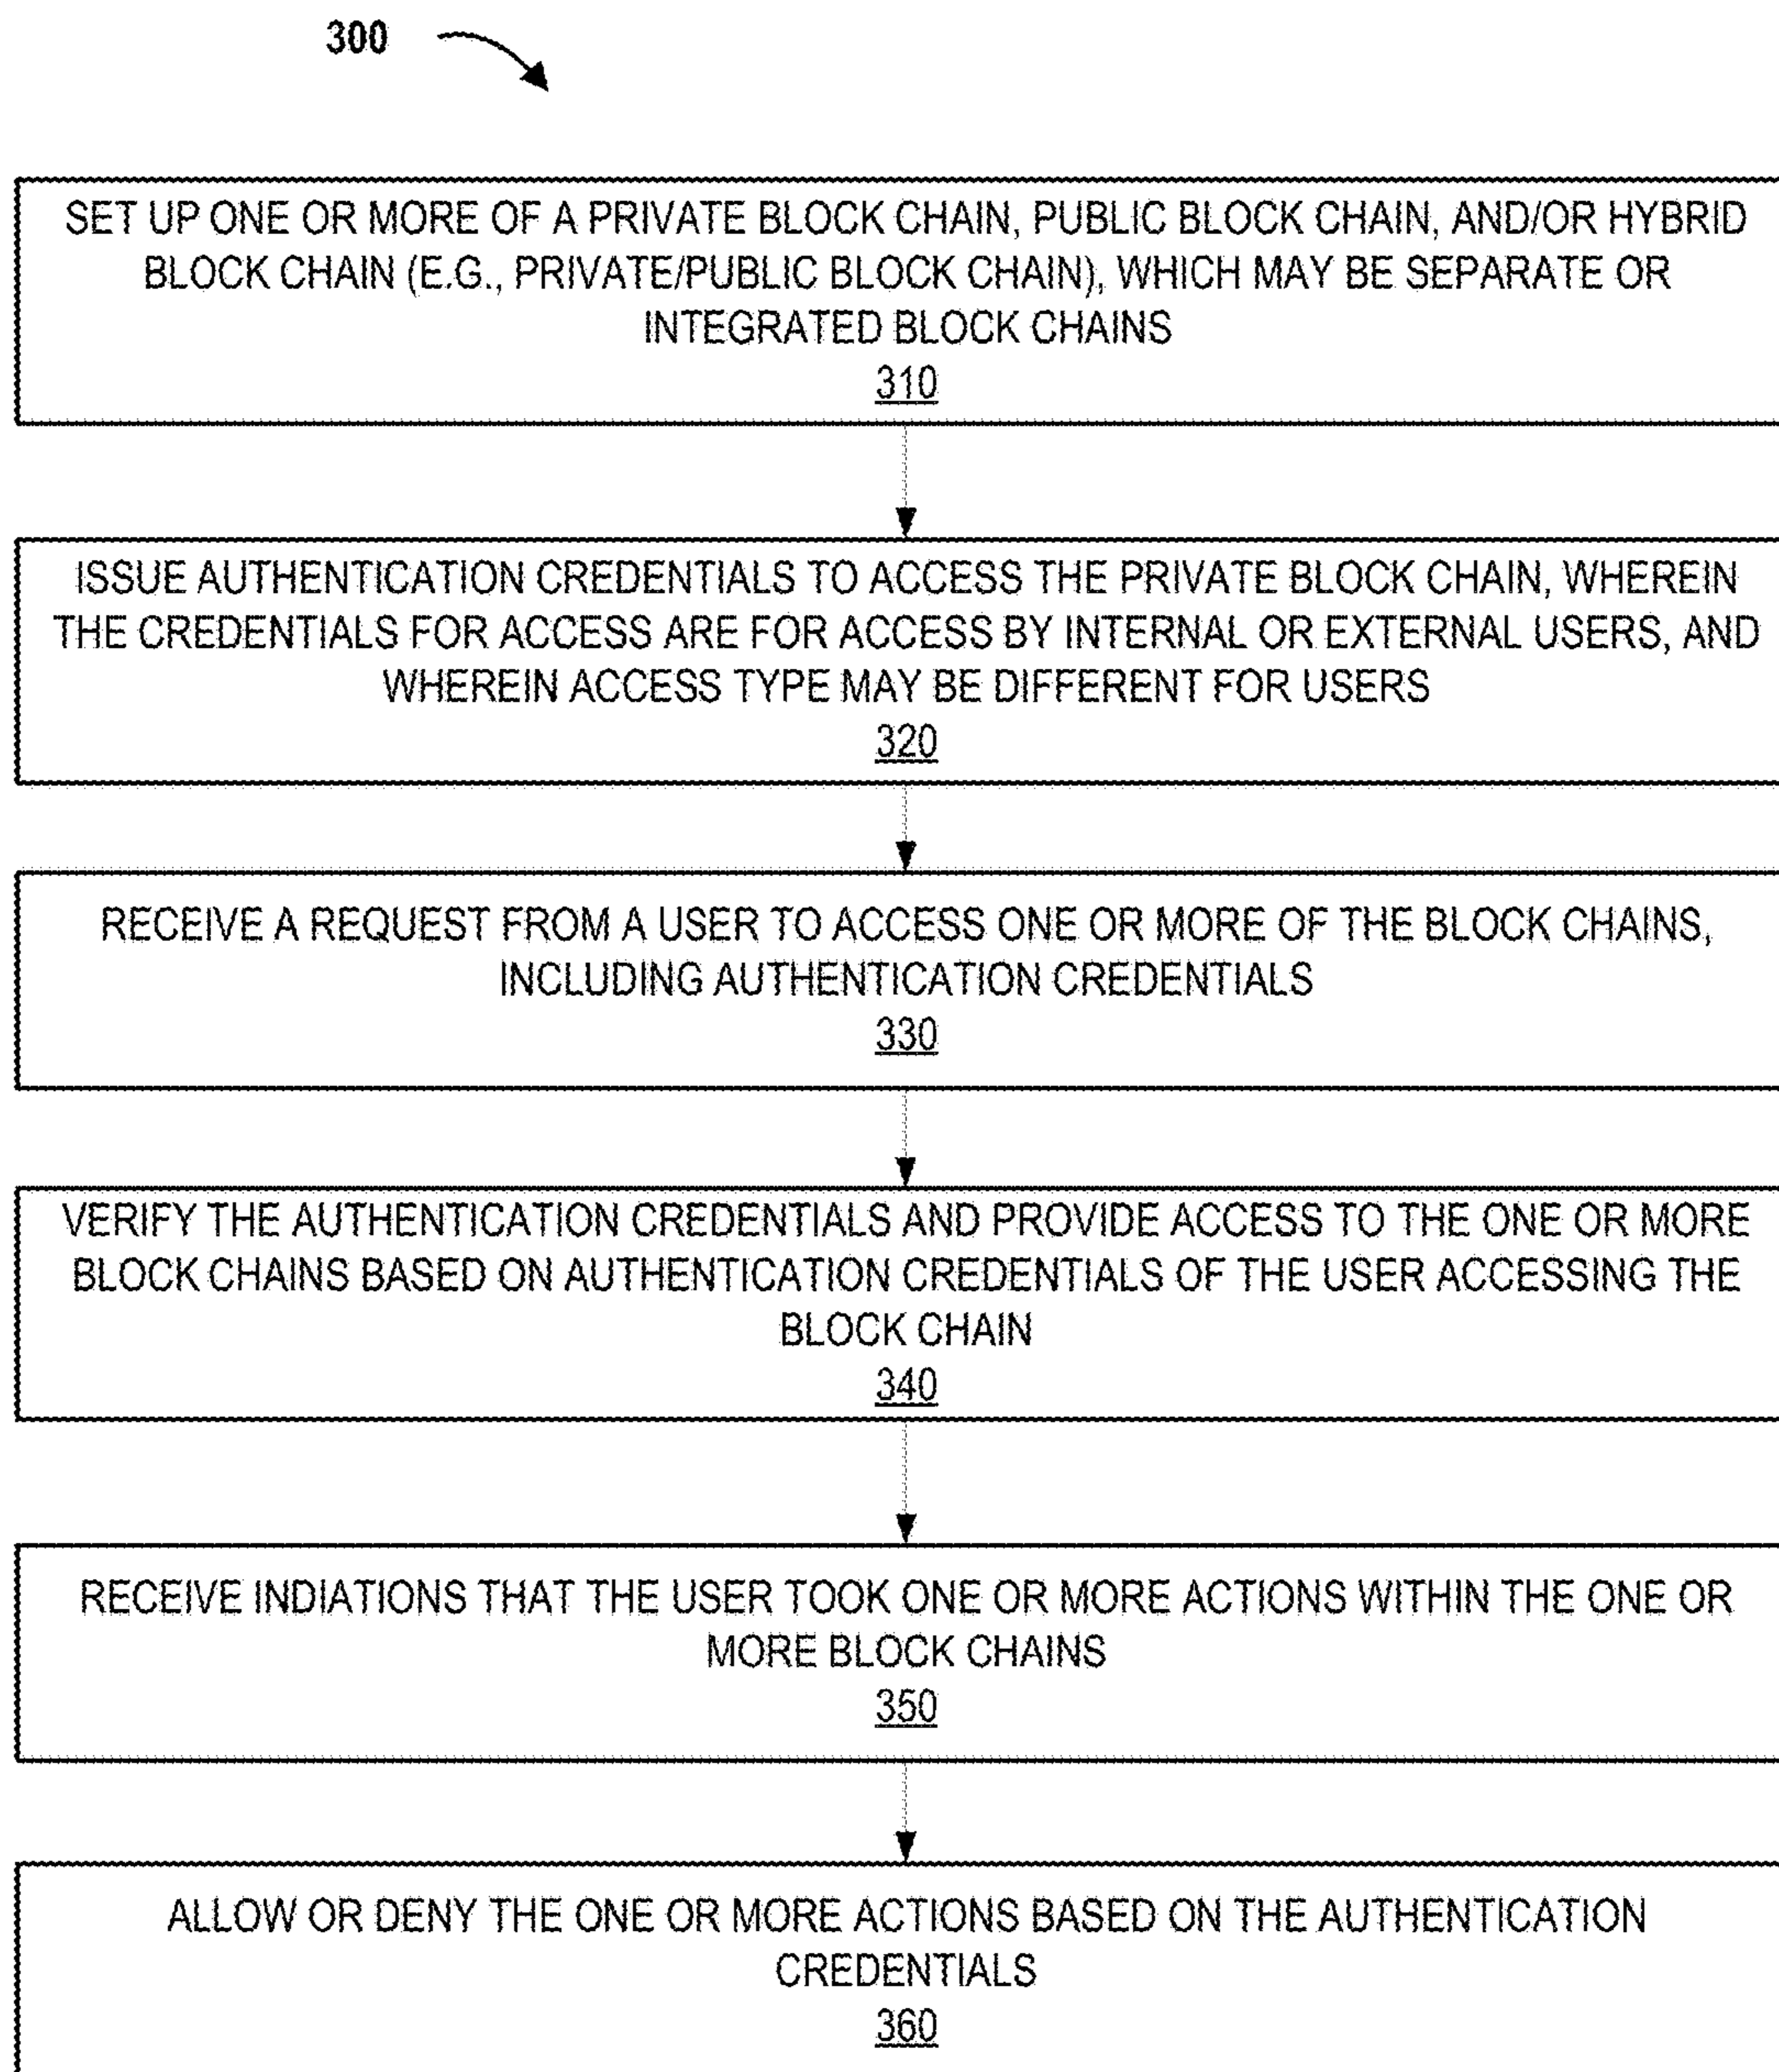 300
SET UP ONE OR MORE OF A PRIVATE BLOCK CHAIN, PUBLIC BLOCK CHAIN, AND/OR HYBRID
BLOCK CHAIN (E.G., PRIVATE/PUBLIC BLOCK CHAIN), WHICH MAY BE SEPARATE OR
INTEGRATED BLOCK CHAINS
310
ISSUE AUTHENTICATION CREDENTIALS TO ACCESS THE PRIVATE BLOCK CHAIN, WHEREIN
THE CREDENTIALS FOR ACCESS ARE FOR ACCESS BY INTERNAL OR EXTERNAL USERS, AND
WHEREIN ACCESS TYPE MAY BE DIFFERENT FOR USERS
320
RECEIVE A REQUEST FROM A USER TO ACCESS ONE OR MORE OF THE BLOCK CHAINS,
INCLUDING AUTHENTICATION CREDENTIALS
330
VERIFY THE AUTHENTICATION CREDENTIALS AND PROVIDE ACCESS TO THE ONE OR MORE
BLOCK CHAINS BASED ON AUTHENTICATION CREDENTIALS OF THE USER ACCESSING THE
BLOCK CHAIN
340
RECEIVE INDIATIONS THAT THE USER TOOK ONE OR MORE ACTIONS WITHIN THE ONE OR
MORE BLOCK CHAINS
350
ALLOW OR DENY THE ONE OR MORE ACTIONS BASED ON THE AUTHENTICATION
CREDENTIALS
360